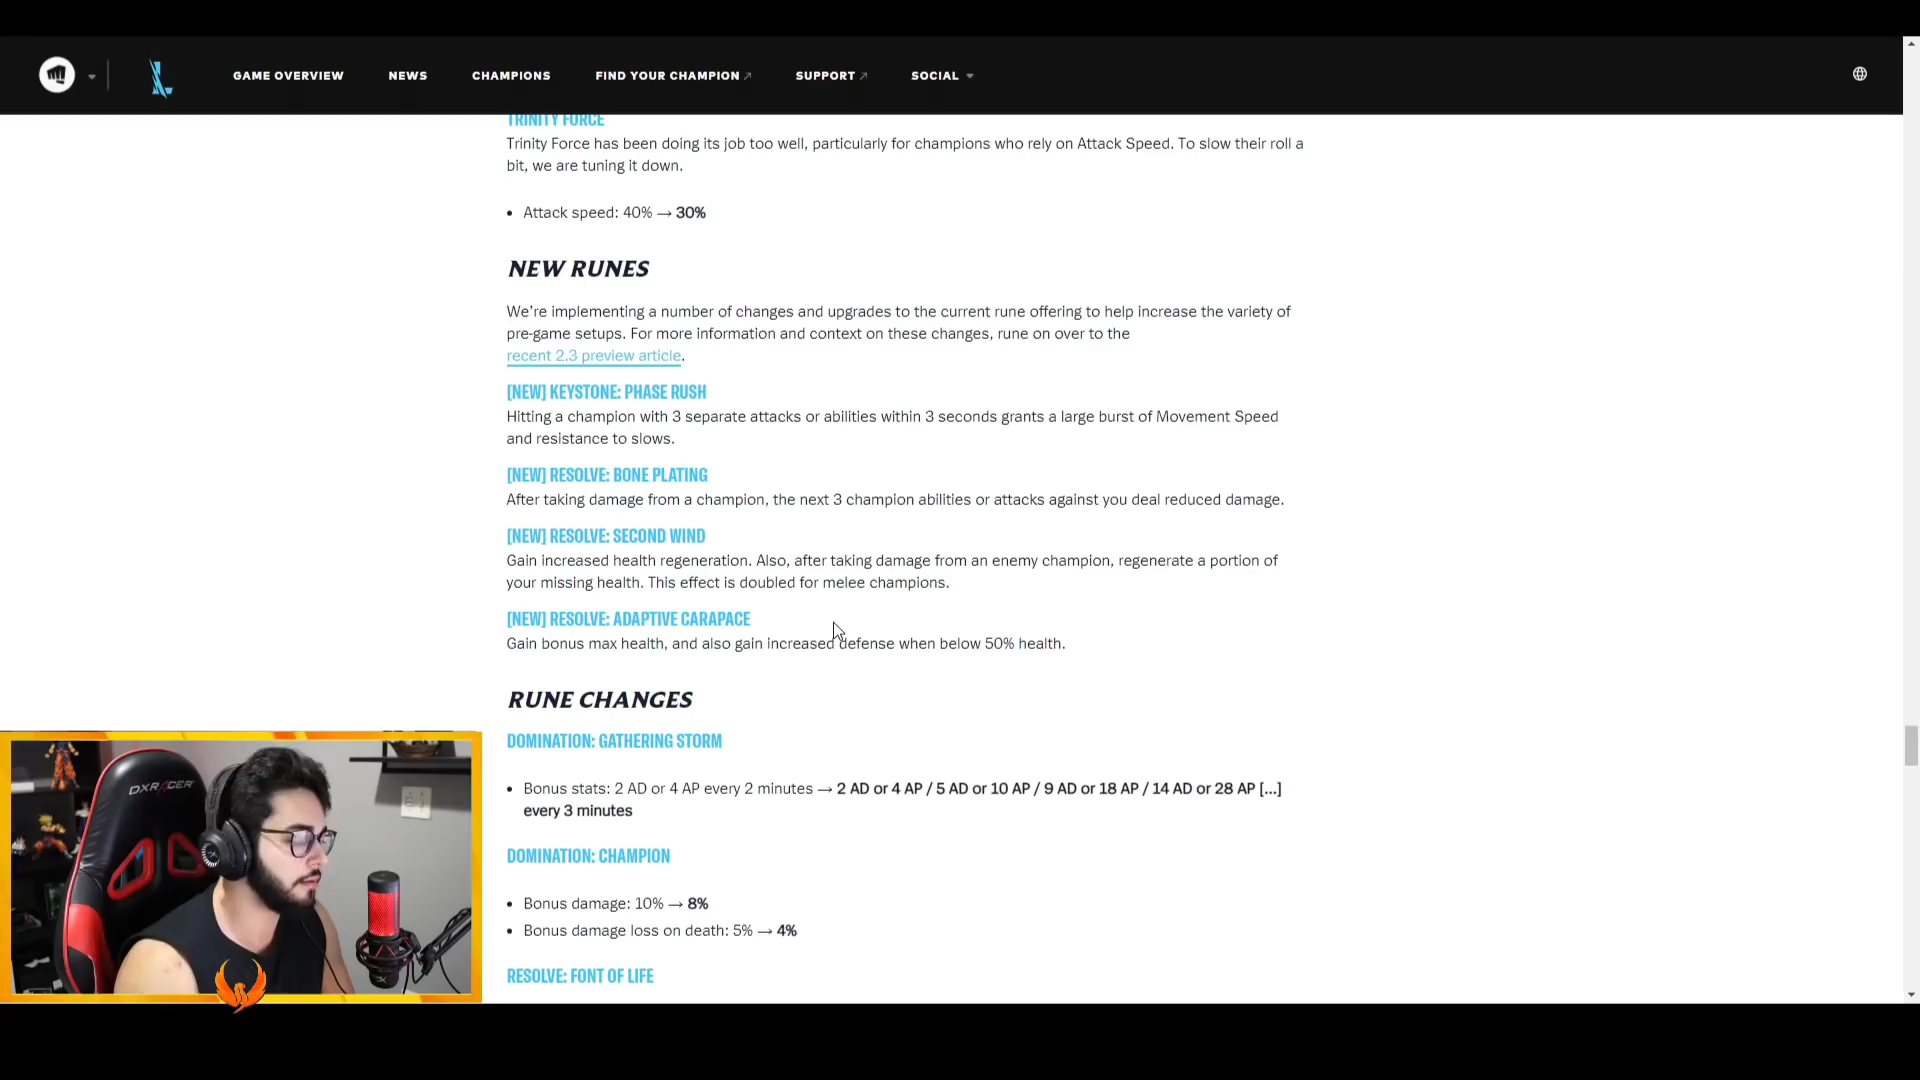 GAME OVERVIEW
NEWS
CHAMPIONS
FIND YOUR CHAMPION
SUPPORT
SOCIAL
TRINITY FORCE
Trinity Force has been doing its job too well, particularly for champions who rely on Attack Speed. To slow their roll a
bit, we are tuning it down.
• Attack speed: 40% → 30%
NEW RUNES
We're implementing a number of changes and upgrades to the current rune offering to help increase the variety of
pre-game setups. For more information and context on these changes, rune on over to the
recent 2.3 preview article.
[NEW] KEYSTONE: PHASE RUSH
Hitting a champion with 3 separate attacks or abilities within 3 seconds grants a large burst of Movement Speed
and resistance to slows.
[NEW] RESOLVE: BONE PLATING
After taking damage from a champion, the next 3 champion abilities or attacks against you deal reduced damage.
[NEW] RESOLVE: SECOND WIND
Gain increased health regeneration. Also, after taking damage from an enemy champion, regenerate a portion of
your missing health. This effect is doubled for melee champions.
[NEW] RESOLVE: ADAPTIVE CARAPACE
Gain bonus max health, and also gain increased defense when below 50% health.
RUNE CHANGES
DOMINATION: GATHERING STORM
• Bonus stats: 2 AD or 4 AP every 2 minutes → 2 AD or 4 AP / 5 AD or 10 AP / 9 AD or 18 AP / 14 AD or 28 AP [...]
every 3 minutes
DOMINATION: CHAMPION
• Bonus damage: 10% → 8%
• Bonus damage loss on death: 5% → 4%
RESOLVE: FONT OF LIFE
DXRACER